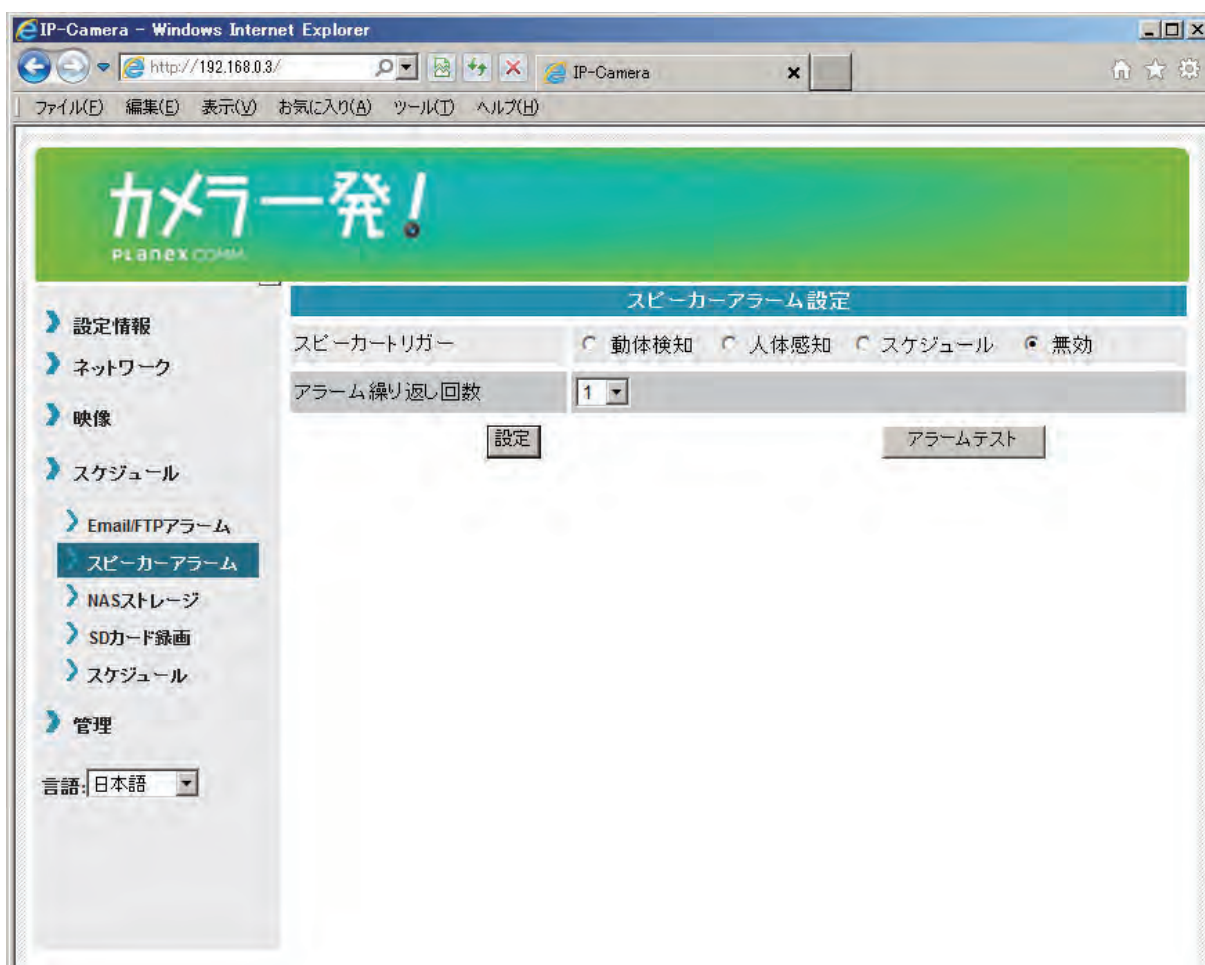 IP-Camera - Windows Internet Explorer
http://192.168.0.3/
IP-Camera
ファイル(F) 編集(E) 表示(V) お気に入り(A) ツール(T) ヘルプ(H)
カメラ一発!
PLANEX COMM.
設定情報
ネットワーク
映像
スケジュール
Email/FTPアラーム
スピーカーアラーム
NASストレージ
SDカード録画
スケジュール
管理
言語: 日本語
スピーカーアラーム設定
スピーカートリガー 動体検知 人体感知 スケジュール 無効
アラーム繰り返し回数 1
設定 アラームテスト